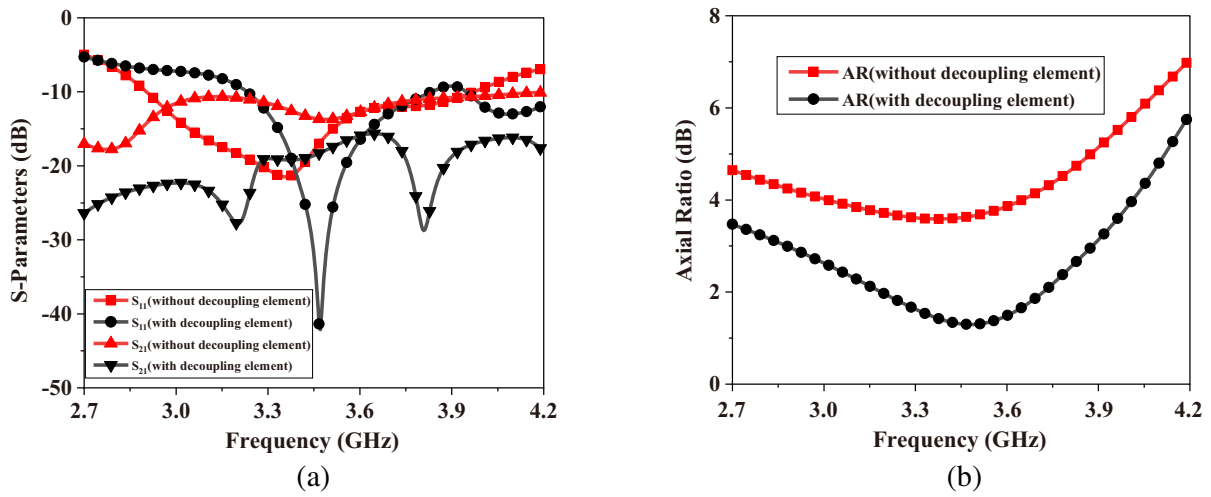 0
-10
-20
-30
-40
-50
S-Parameters (dB)
S11(without decoupling element)
S11(with decoupling element)
S21(without decoupling element)
S21(with decoupling element)
2.7 3.0 3.3 3.6 3.9 4.2
Frequency (GHz)
(a)
8
6
4
2
0
Axial Ratio (dB)
AR(without decoupling element)
AR(with decoupling element)
2.7 3.0 3.3 3.6 3.9 4.2
Frequency (GHz)
(b)